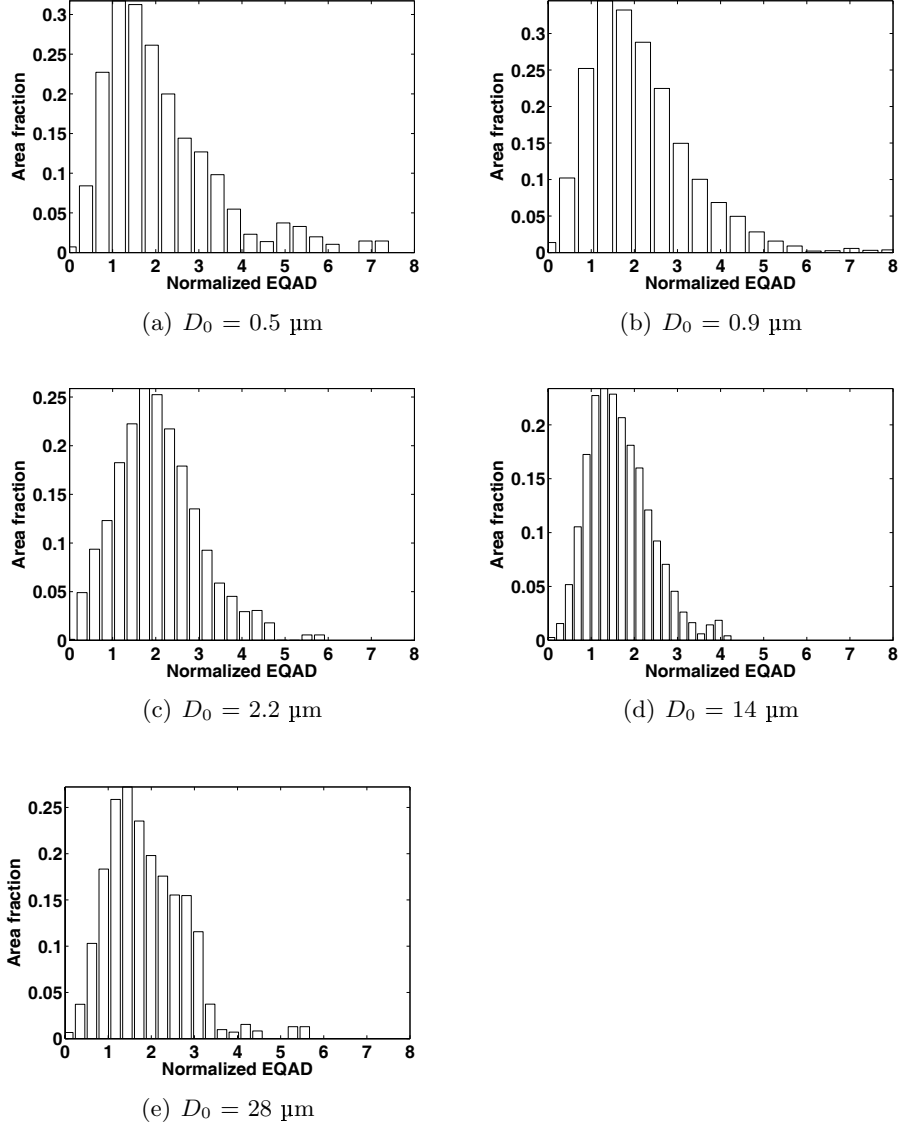 0.3
0.25
0.2
0.15
0.1
0.05
0
Area fraction
0 1 2 3 4 5 6 7 8
Normalized EQAD
(a) D0 = 0.5 µm
0.3
0.25
0.2
0.15
0.1
0.05
0
Area fraction
0 1 2 3 4 5 6 7 8
Normalized EQAD
(b) D0 = 0.9 µm
0.25
0.2
0.15
0.1
0.05
0
Area fraction
0 1 2 3 4 5 6 7 8
Normalized EQAD
(c) D0 = 2.2 µm
0.2
0.15
0.1
0.05
0
Area fraction
0 1 2 3 4 5 6 7 8
Normalized EQAD
(d) D0 = 14 µm
0.25
0.2
0.15
0.1
0.05
0
Area fraction
0 1 2 3 4 5 6 7 8
Normalized EQAD
(e) D0 = 28 µm